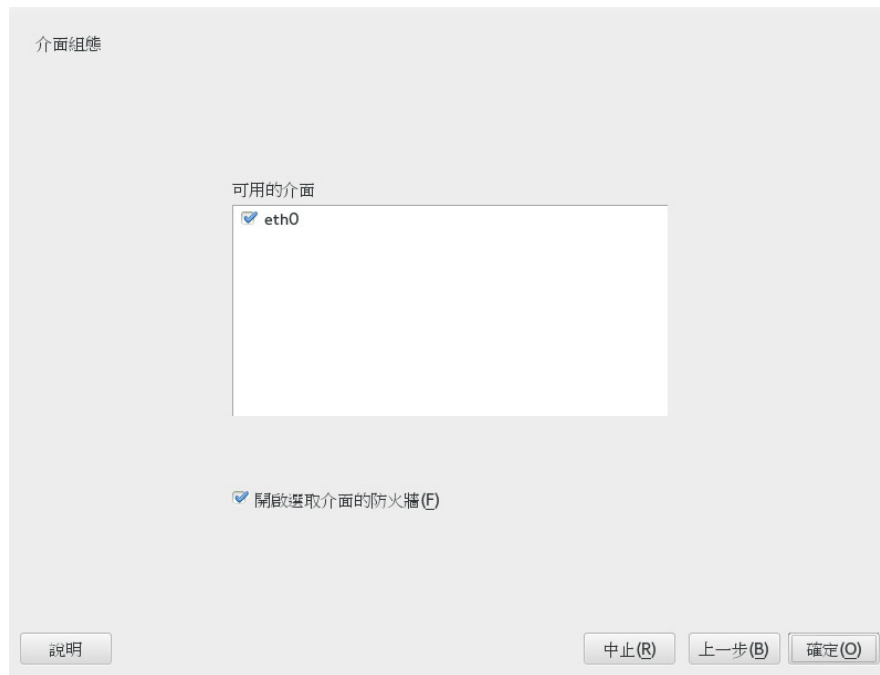 介面組態
可用的介面
eth0
開啟選取介面的防火牆(F)
說明
中止(R)
上一步(B)
確定(O)